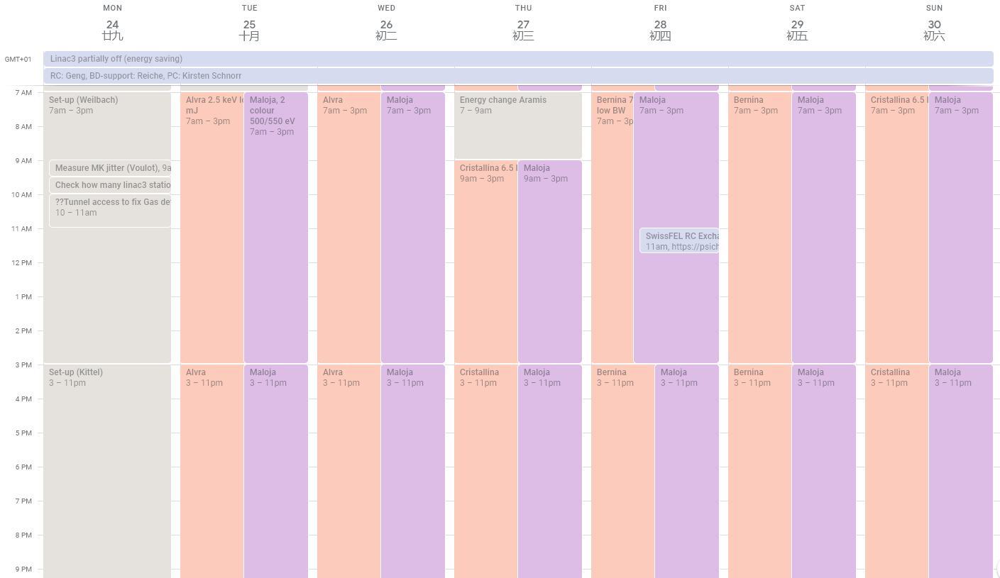 MON
TUE
WED
THU
FRI
SAT
SUN
24
25
26
27
28
29
30
廿九
十月
初二
初三
初四
初五
初六
GMT+01
Linac3 partially off (energy saving)
RC: Geng, BD-support: Reiche, PC: Kirsten Schnorr
7 AM
8 AM
9 AM
10 AM
11 AM
12 PM
1 PM
2 PM
3 PM
4 PM
5 PM
6 PM
7 PM
8 PM
9 PM
Set-up (Weilbach)
7am – 3pm
Measure MK jitter (Voulot), 9a
Check how many linac3 statio
??Tunnel access to fix Gas de
10 – 11am
Set-up (Kittel)
3 – 11pm
Alvra 2.5 keV
mJ
7am – 3pm
Maloja, 2
colour
500/550 eV
7am – 3pm
Alvra
3 – 11pm
Maloja
3 – 11pm
Alvra
7am – 3pm
Maloja
7am – 3pm
Alvra
3 – 11pm
Maloja
3 – 11pm
Energy change Aramis
7 – 9am
Cristallina 6.5
9am – 3pm
Maloja
9am – 3pm
Cristallina
3 – 11pm
Maloja
3 – 11pm
Bernina 7
low BW
7am – 3p
Maloja
7am – 3pm
SwissFEL RC Excha
11am, https://psich
Bernina
3 – 11pm
Maloja
3 – 11pm
Bernina
7am – 3pm
Maloja
7am – 3pm
Bernina
3 – 11pm
Maloja
3 – 11pm
Cristallina 6.5
7am – 3pm
Maloja
7am – 3pm
Cristallina
3 – 11pm
Maloja
3 – 11pm